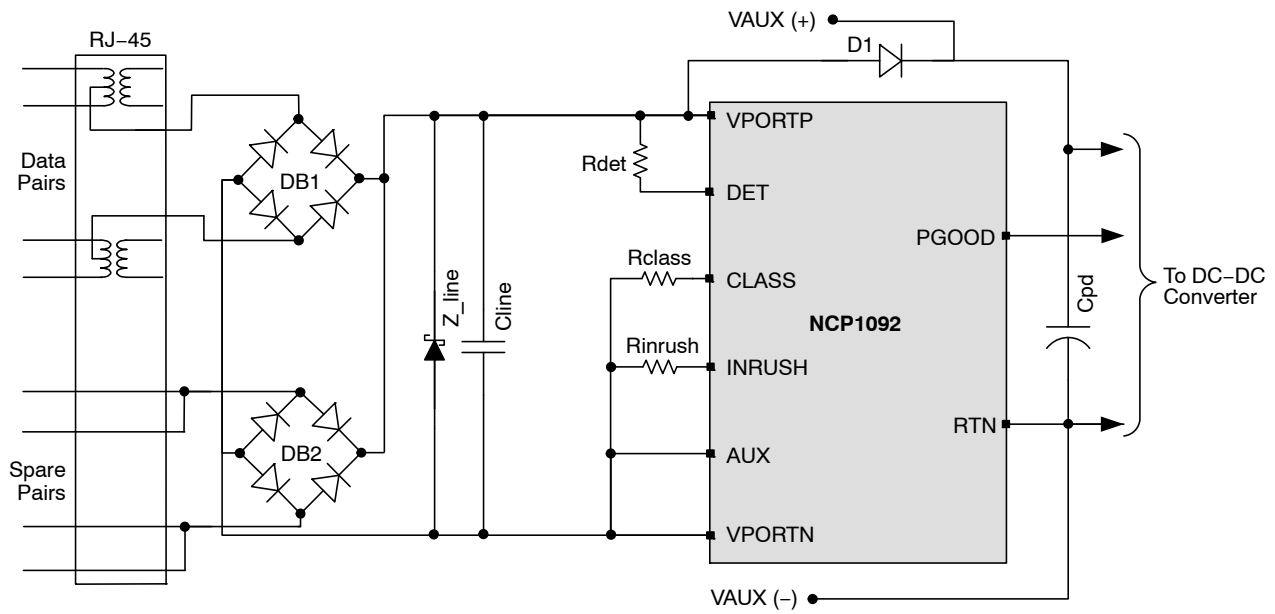 VAUX (+)
RJ−45
D1
VPORTP
Rdet
Data
Pairs
DB1
DET
PGOOD
Rclass
CLASS
Z_line
Cline
Cpd
To DC−DC
Converter
NCP1092
Rinrush
INRUSH
RTN
DB2
AUX
Spare
Pairs
VPORTN
VAUX (−)